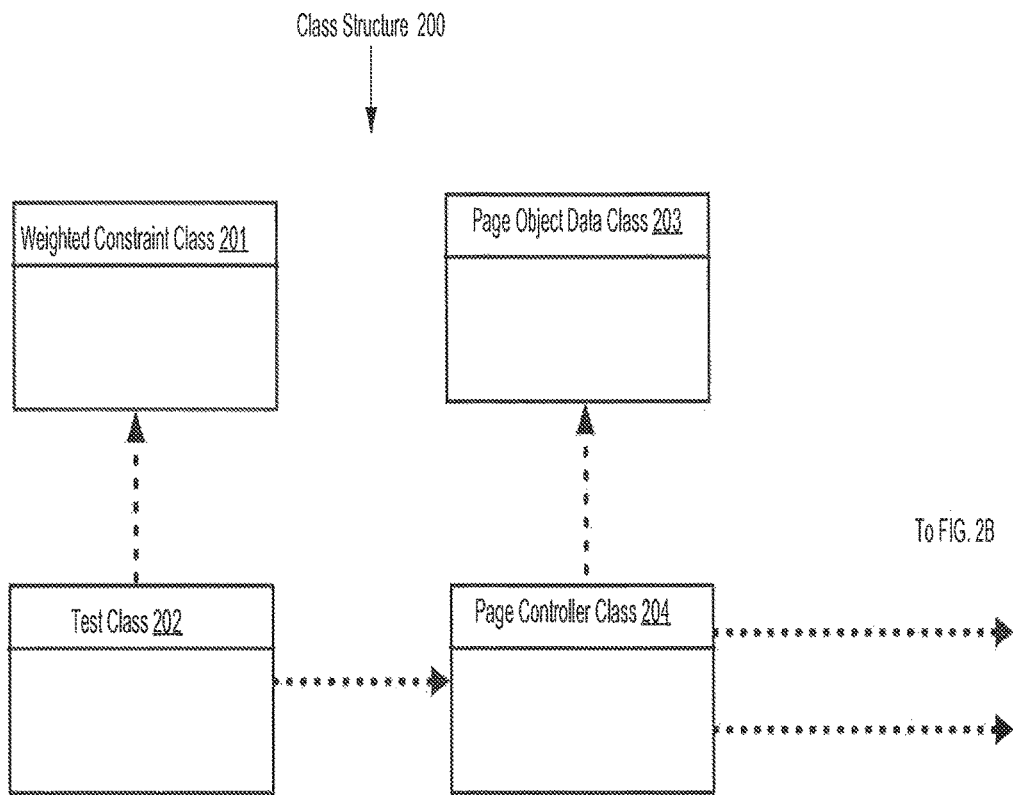 Class Structure 200
Weighted Constraint Class 201
Page Object Data Class 203
To FIG. 2B
Test Class 202
Page Controller Class 204